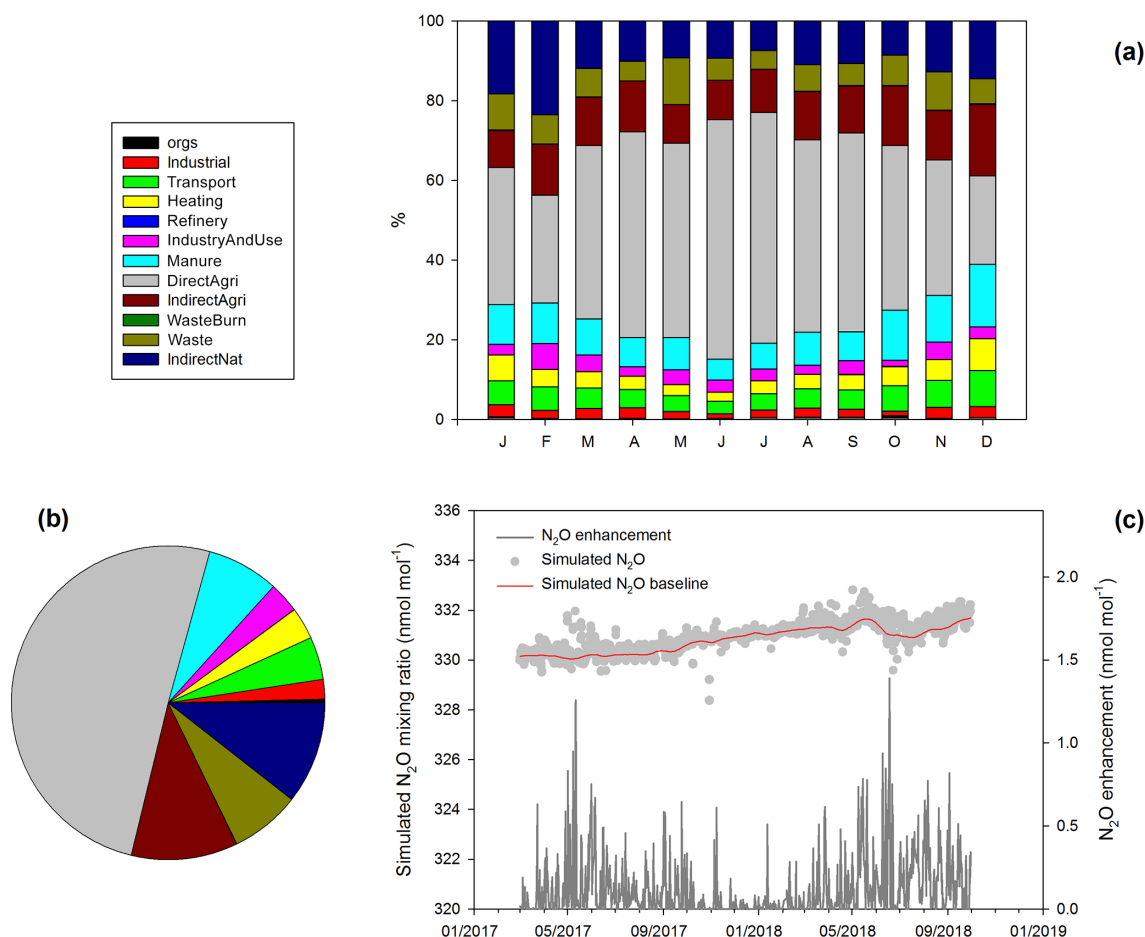 (a)
100
80
60
40
20
0
%
J F M A M J J A S O N D
orgs
Industrial
Transport
Heating
Refinery
IndustryAndUse
Manure
DirectAgri
IndirectAgri
WasteBurn
Waste
IndirectNat
(b)
(c)
336
334
332
330
328
326
324
322
320
Simulated N₂O mixing ratio (nmol mol⁻¹)
N₂O enhancement
Simulated N₂O
Simulated N₂O baseline
2.0
1.5
1.0
0.5
0.0
N₂O enhancement (nmol mol⁻¹)
01/2017 05/2017 09/2017 01/2018 05/2018 09/2018 01/2019